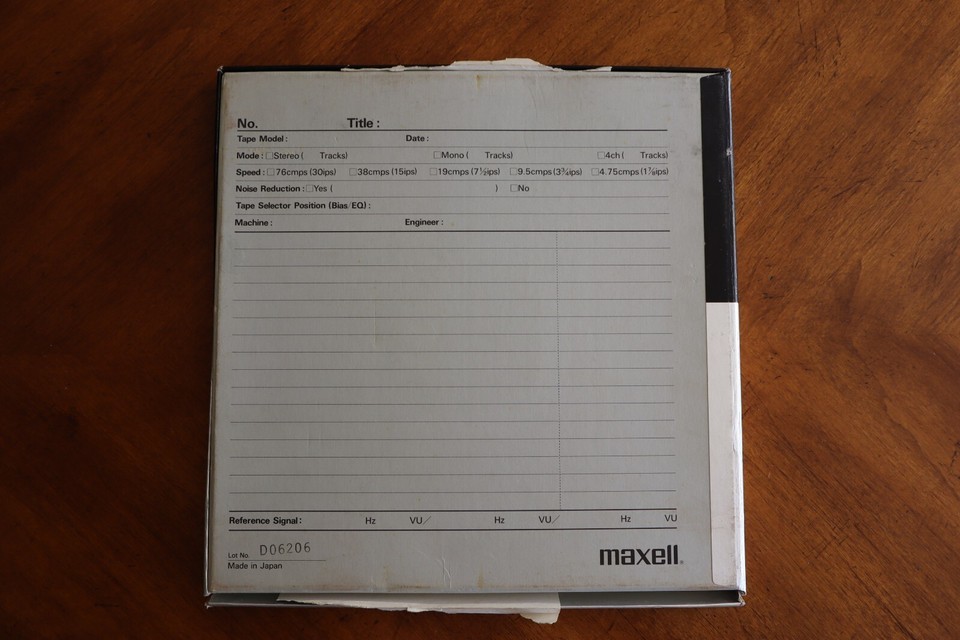 No. Title :
Tape Model : Date :
Mode : □Stereo ( Tracks) □Mono ( Tracks) □4ch ( Tracks)
Speed : □76cmps (30ips) □38cmps (15ips) □19cmps (7½ips) □9.5cmps (3¾ips) □4.75cmps (1⅞ips)
Noise Reduction : □Yes ( ) □No
Tape Selector Position (Bias/EQ) :
Machine : Engineer :
Reference Signal : Hz VU/ Hz VU/ Hz VU
Lot No. D06206
Made in Japan
maxell®